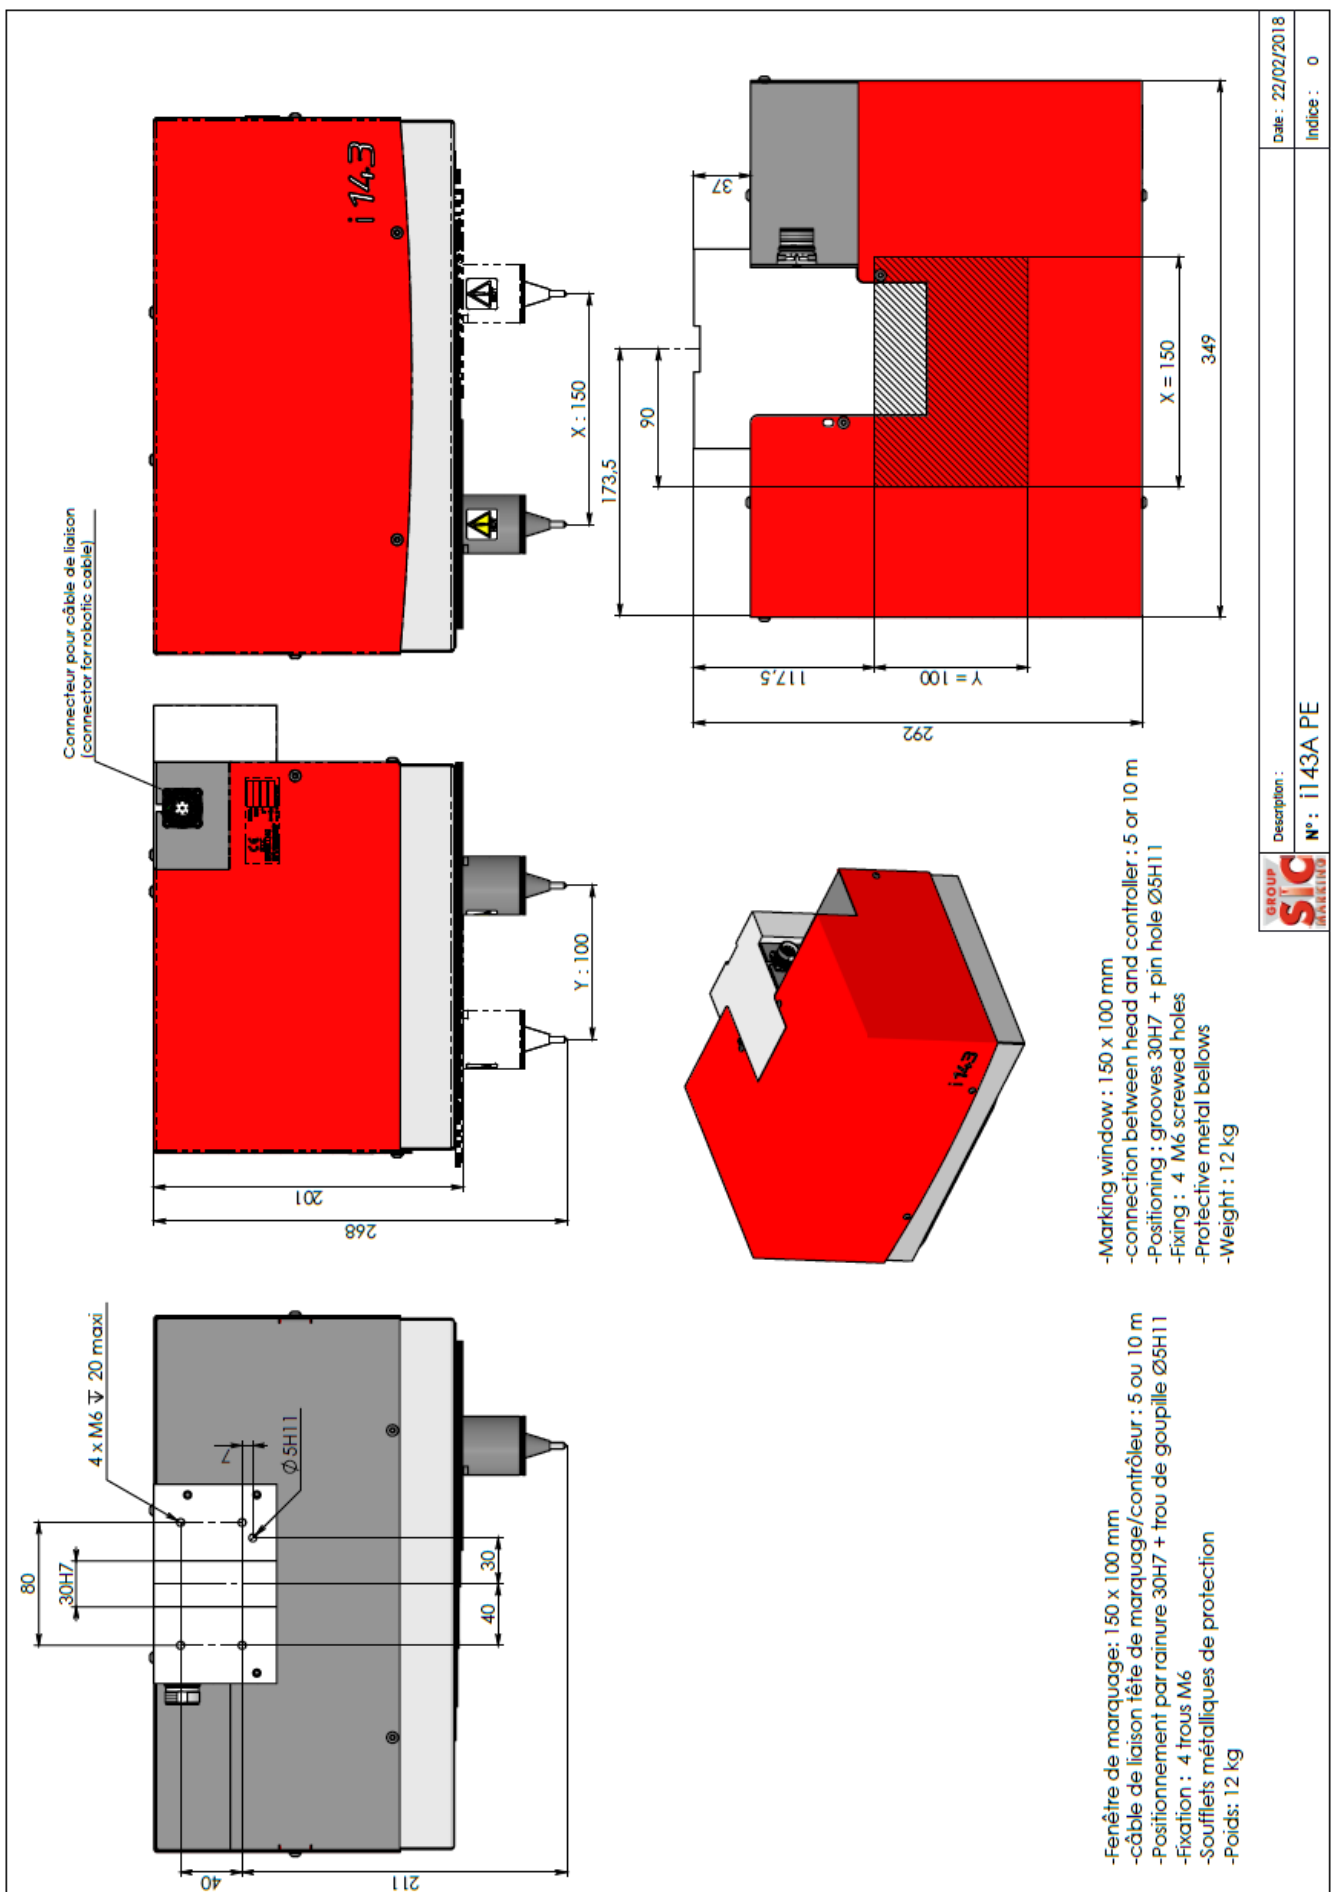 4 x M6 ↧ 20 maxi
80
30H7
7
Ø5H11
30
40
40
211
Connecteur pour câble de liaison
(connector for robotic cable)
CE
201
268
Y : 100
i 143
X : 150
173,5
90
37
117,5
Y = 100
292
X = 150
349
i 143
-Fenêtre de marquage: 150 x 100 mm
-câble de liaison tête de marquage/contrôleur : 5 ou 10 m
-Positionnement par rainure 30H7 + trou de goupille Ø5H11
-Fixation : 4 trous M6
-Soufflets métalliques de protection
-Poids: 12 kg
-Marking window : 150 x 100 mm
-connection between head and controller : 5 or 10 m
-Positioning : grooves 30H7 + pin hole Ø5H11
-Fixing : 4 M6 screwed holes
-Protective metal bellows
-Weight : 12 kg
GROUP
SIC
MARKING
Description :
N° : i143A PE
Date : 22/02/2018
Indice : 0